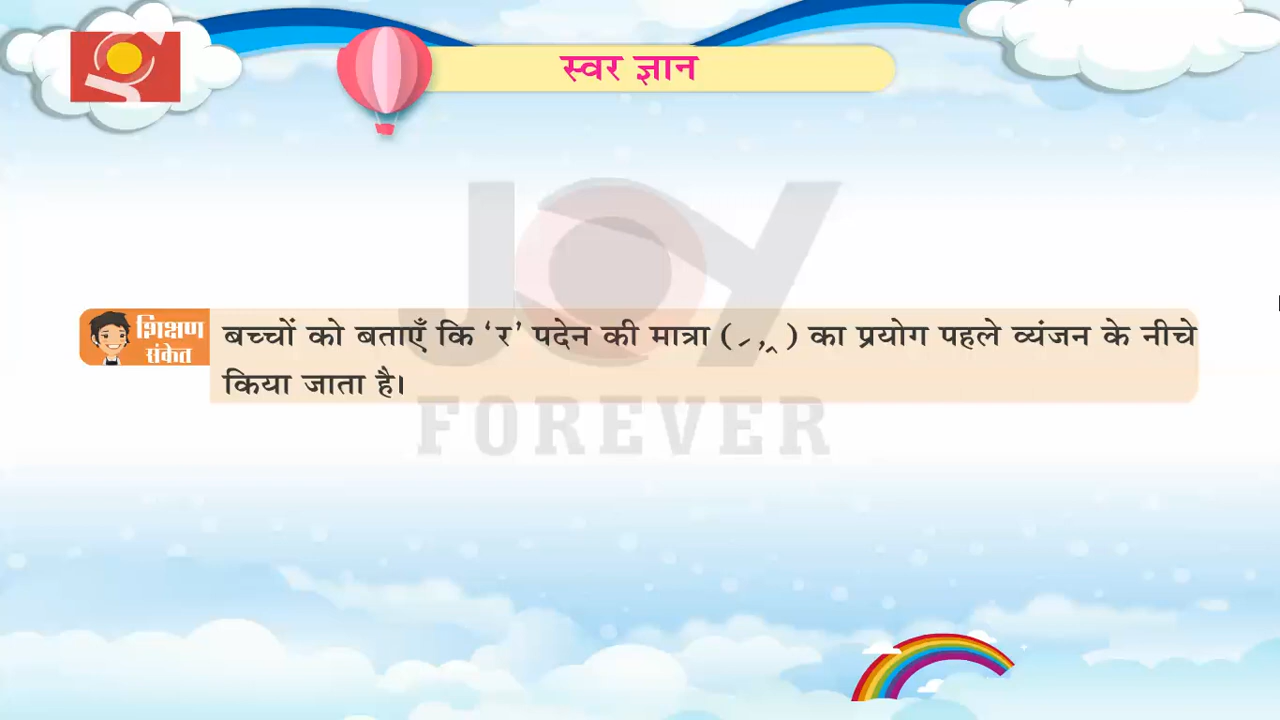 स्वर ज्ञान
JOY
शिक्षण
संकेत
बच्चों को बताएँ कि ‘र’ पदेन की मात्रा ( ,‸ ) का प्रयोग पहले व्यंजन के नीचे
किया जाता है।
FOREVER